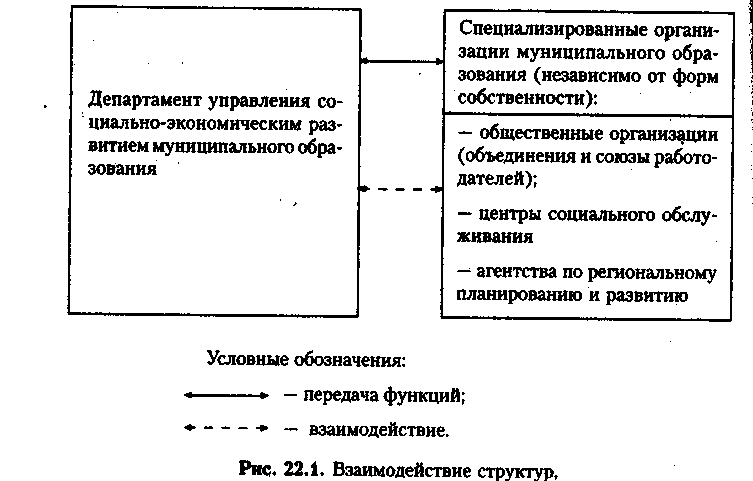 Департамент управления со-
циально-экономическим раз-
витием муниципального обра-
зования
Специализированные органи-
зации муниципального обра-
зования (независимо от форм
собственности):
— общественные организации
(объединения и союзы работо-
дателей);
— центры социального обслу-
живания
— агентства по региональному
планированию и развитию
Условные обозначения:
— передача функций;
— взаимодействие.
Рис. 22.1. Взаимодействие структур,